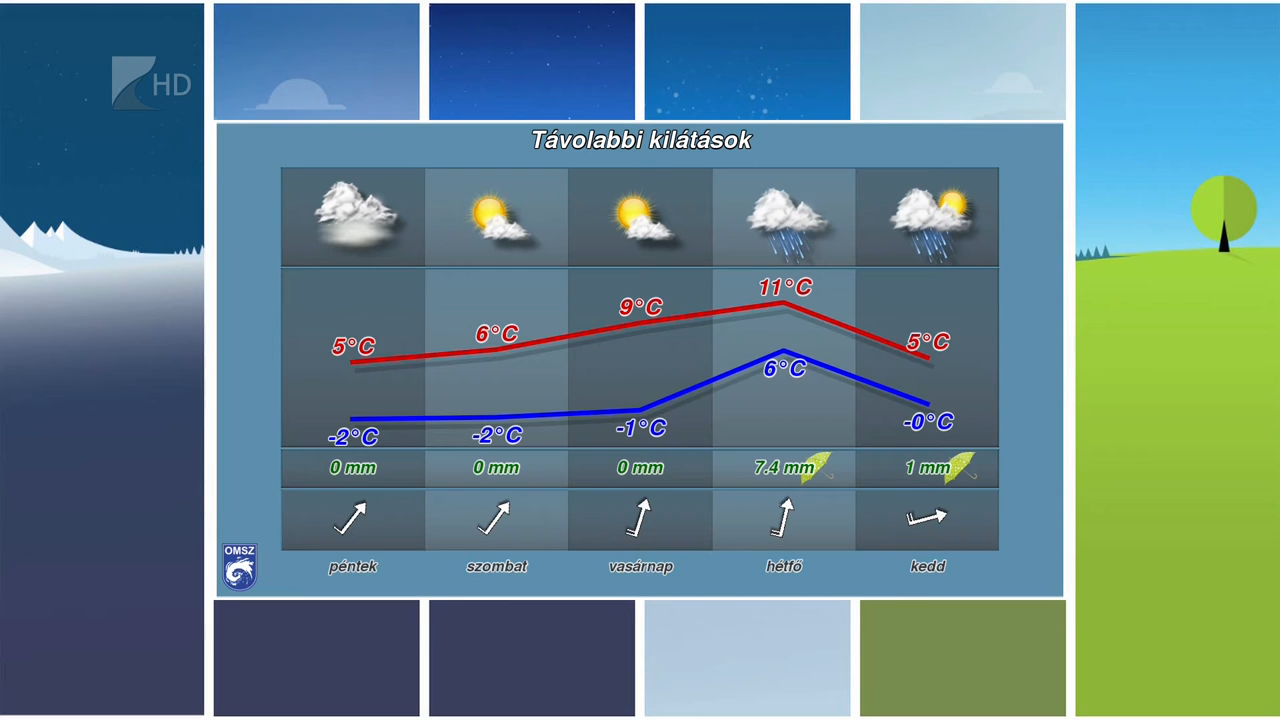 HD
Távolabbi kilátások
5°C 6°C 9°C 11°C 5°C
-2°C -2°C -1°C 6°C -0°C
0 mm 0 mm 0 mm 7.4 mm 1 mm
OMSZ
péntek szombat vasárnap hétfő kedd